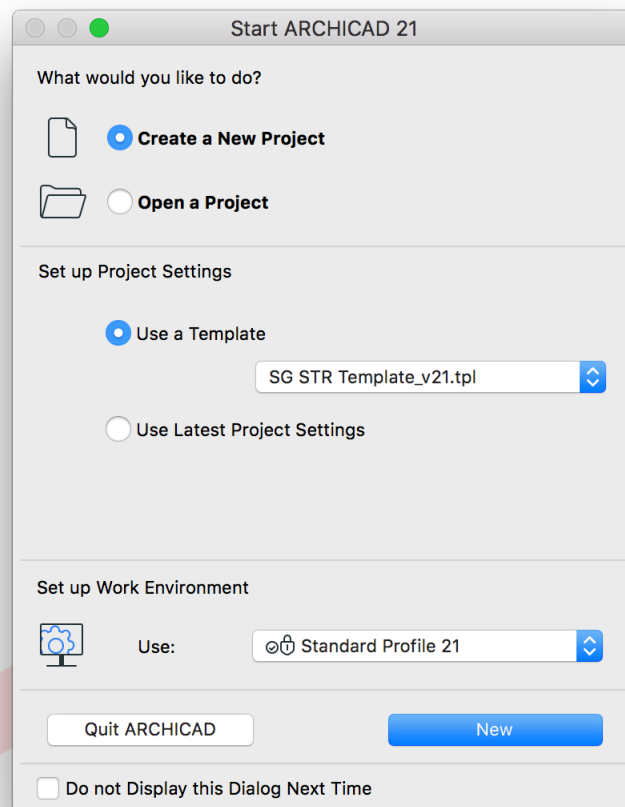 Start ARCHICAD 21
What would you like to do?
Create a New Project
Open a Project
Set up Project Settings
Use a Template
SG STR Template_v21.tpl
Use Latest Project Settings
Set up Work Environment
Use:
Standard Profile 21
Quit ARCHICAD
New
Do not Display this Dialog Next Time